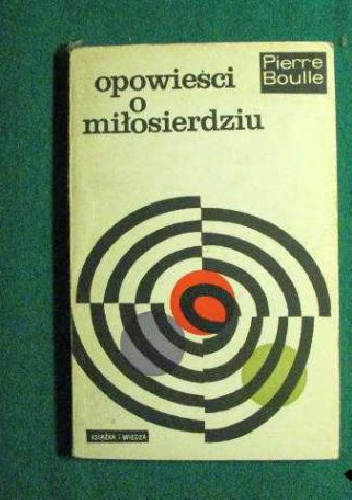 Pierre
Boulle
opowieści
o
miłosierdziu
KSIĄŻKA I WIEDZA